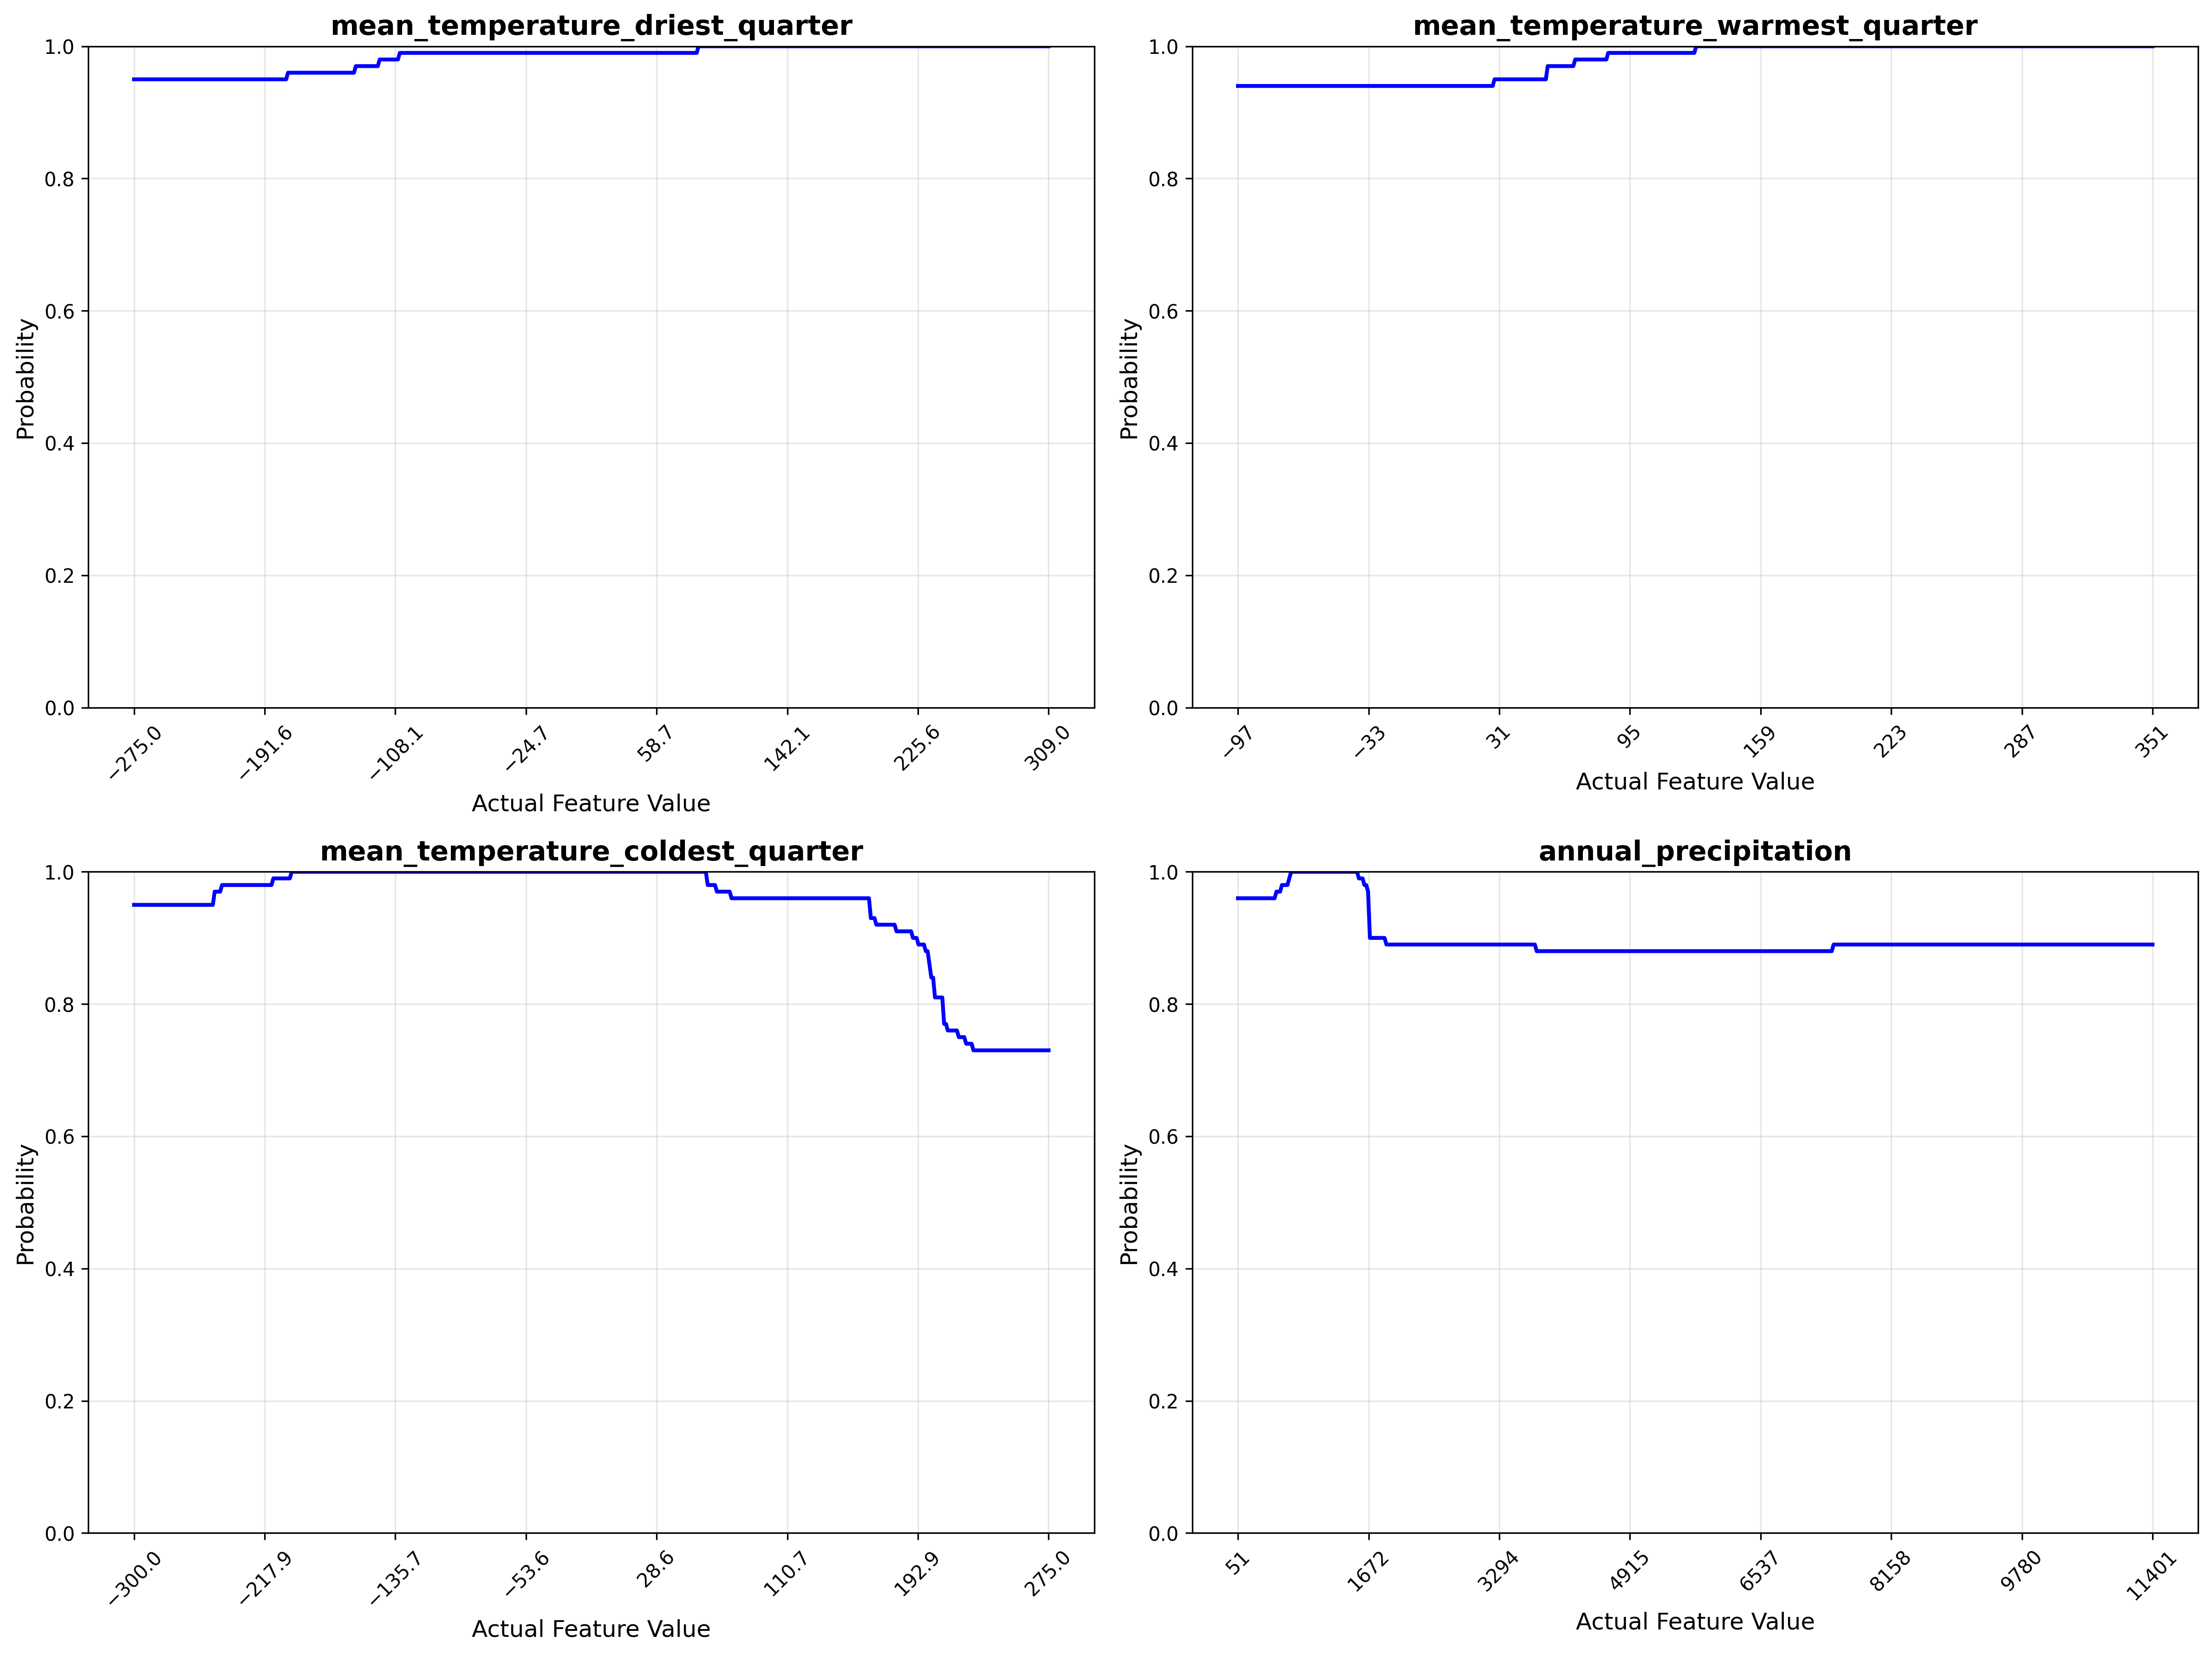 mean_temperature_driest_quarter
1.0
0.8
0.6
0.4
0.2
0.0
Probability
−275.0 −191.6 −108.1 −24.7 58.7 142.1 225.6 309.0
Actual Feature Value
mean_temperature_warmest_quarter
1.0
0.8
0.6
0.4
0.2
0.0
Probability
−97 −33 31 95 159 223 287 351
Actual Feature Value
mean_temperature_coldest_quarter
1.0
0.8
0.6
0.4
0.2
0.0
Probability
−300.0 −217.9 −135.7 −53.6 28.6 110.7 192.9 275.0
Actual Feature Value
annual_precipitation
1.0
0.8
0.6
0.4
0.2
0.0
Probability
51 1672 3294 4915 6537 8158 9780 11401
Actual Feature Value